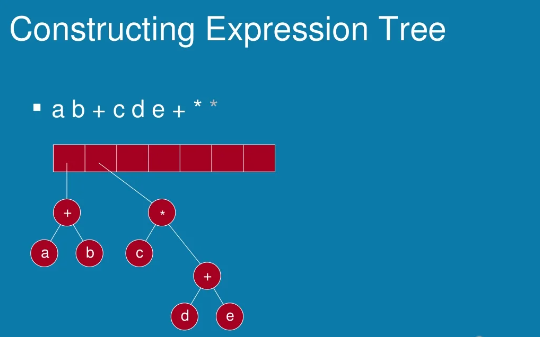 Constructing Expression Tree
▪ a b + c d e + * *
+ *
a b c
+
d e